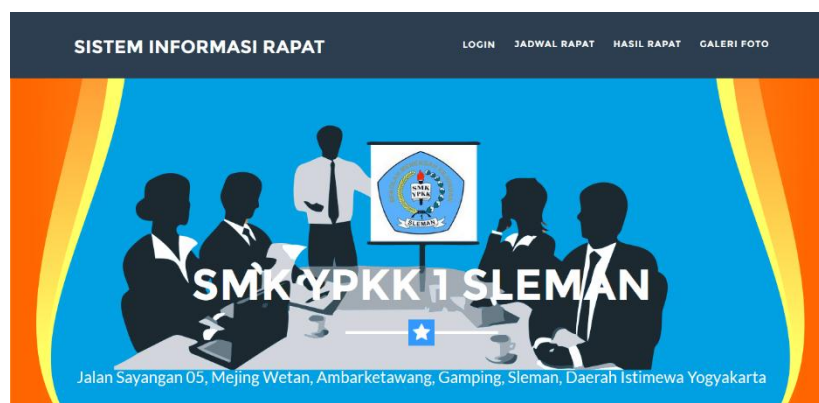 SISTEM INFORMASI RAPAT
LOGIN JADWAL RAPAT HASIL RAPAT GALERI FOTO
SMK
YPKK
SLEMAN
SMK YPKK 1 SLEMAN
Jalan Sayangan 05, Mejing Wetan, Ambarketawang, Gamping, Sleman, Daerah Istimewa Yogyakarta